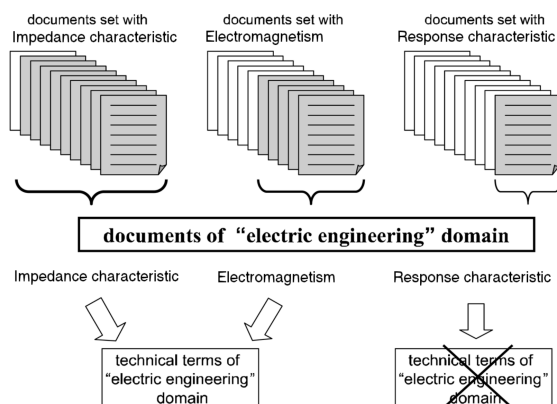 documents set with
Impedance characteristic
documents set with
Electromagnetism
documents set with
Response characteristic
documents of “electric engineering” domain
Impedance characteristic
Electromagnetism
Response characteristic
technical terms of
“electric engineering”
domain
technical terms of
“electric engineering”
domain